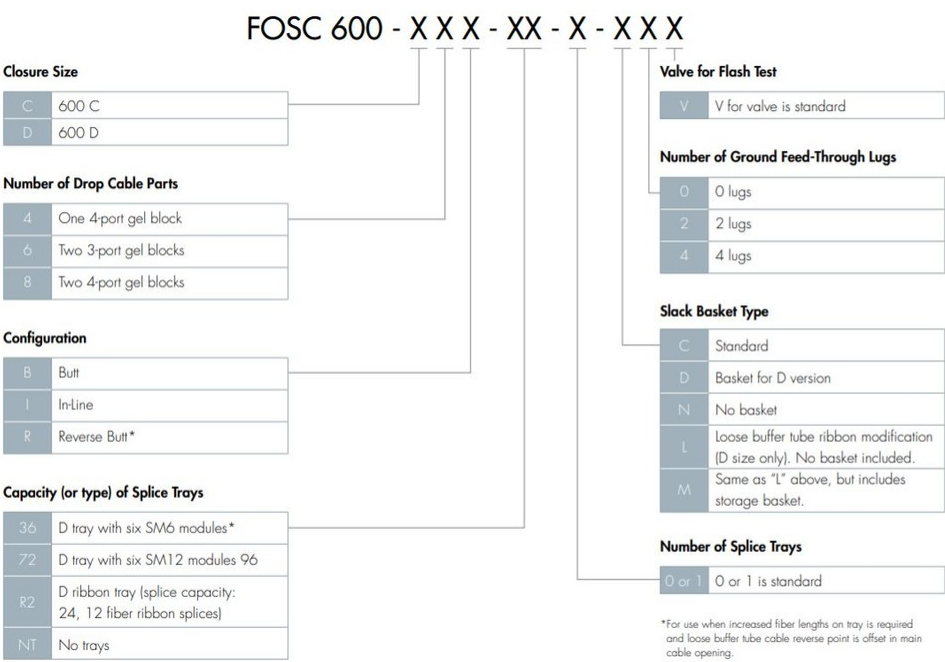 FOSC 600 - X X X - XX - X - X X X
Closure Size
C 600 C
D 600 D
Number of Drop Cable Parts
4 One 4-port gel block
6 Two 3-port gel blocks
8 Two 4-port gel blocks
Configuration
B Butt
I In-Line
R Reverse Butt*
Capacity (or type) of Splice Trays
36 D tray with six SM6 modules*
72 D tray with six SM12 modules 96
R2 D ribbon tray (splice capacity:
24, 12 fiber ribbon splices)
NT No trays
Valve for Flash Test
V V for valve is standard
Number of Ground Feed-Through Lugs
0 0 lugs
2 2 lugs
4 4 lugs
Slack Basket Type
C Standard
D Basket for D version
N No basket
L Loose buffer tube ribbon modification
(D size only). No basket included.
M Same as "L" above, but includes
storage basket.
Number of Splice Trays
0 or 1 0 or 1 is standard
*For use when increased fiber lengths on tray is required
and loose buffer tube cable reverse point is offset in main
cable opening.